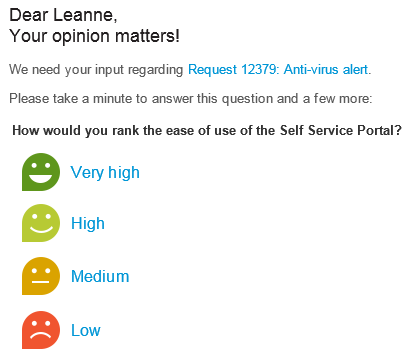 Dear Leanne,
Your opinion matters!
We need your input regarding Request 12379: Anti-virus alert.
Please take a minute to answer this question and a few more:
How would you rank the ease of use of the Self Service Portal?
Very high
High
Medium
Low